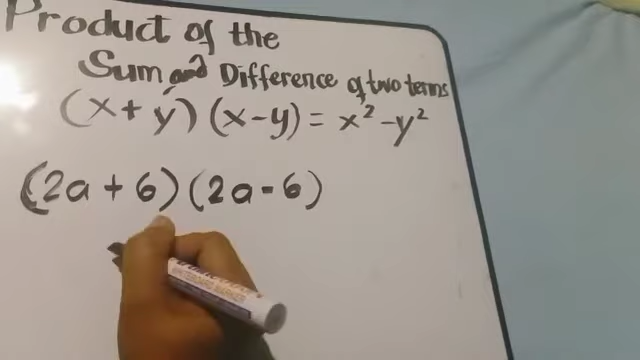 Product of the
Sum and Difference of two terms
(x+y)(x-y) = x² - y²
(2a + 6)(2a - 6)